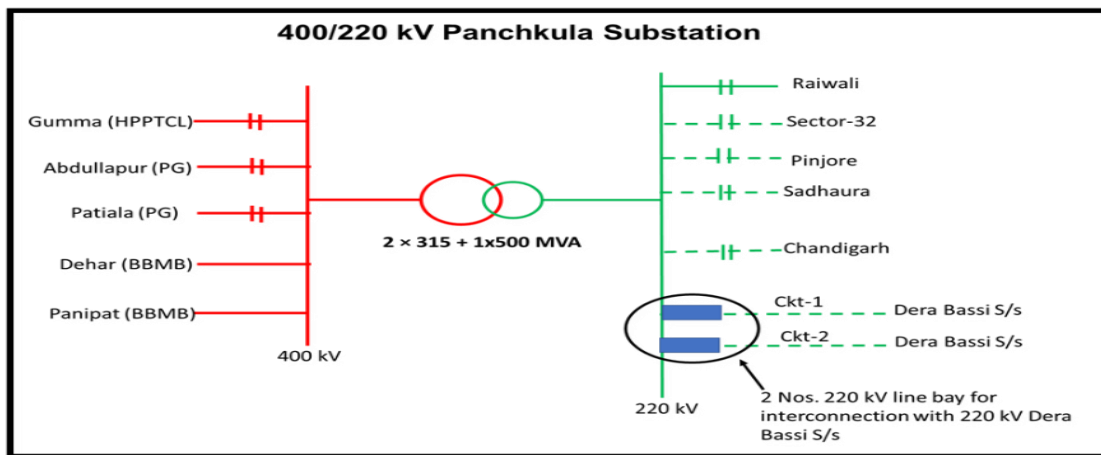 400/220 kV Panchkula Substation
Gumma (HPPTCL)
Abdullapur (PG)
Patiala (PG)
Dehar (BBMB)
Panipat (BBMB)
400 kV
2 × 315 + 1x500 MVA
Raiwali
Sector-32
Pinjore
Sadhaura
Chandigarh
Ckt-1
Dera Bassi S/s
Ckt-2
Dera Bassi S/s
220 kV
2 Nos. 220 kV line bay for
interconnection with 220 kV Dera
Bassi S/s